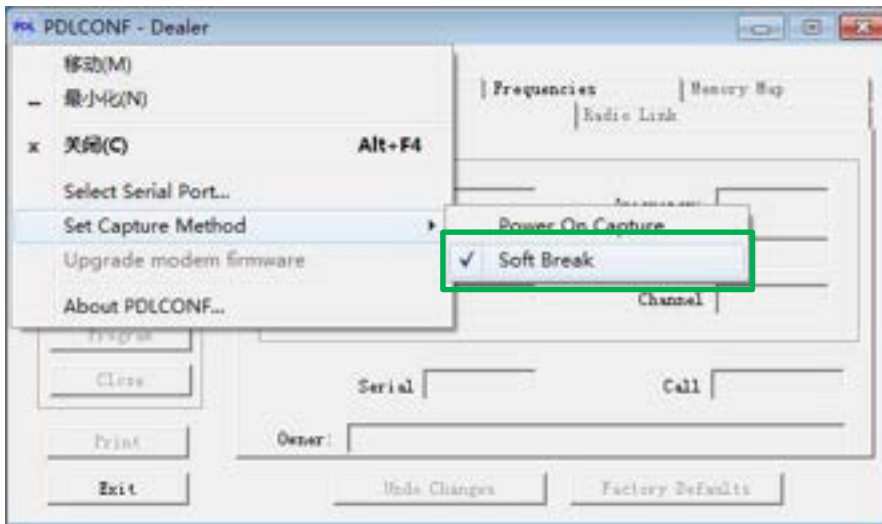 PDL PDLCONF - Dealer
移动(M)
最小化(N)
关闭(C) Alt+F4
Select Serial Port...
Set Capture Method
Upgrade modem firmware
About PDLCONF...
Power On Capture
Soft Break
Frequencies
Memory Map
Radio Link
Channel
Program
Close
Serial
Call
Print
Owner:
Exit
Undo Changes
Factory Defaults